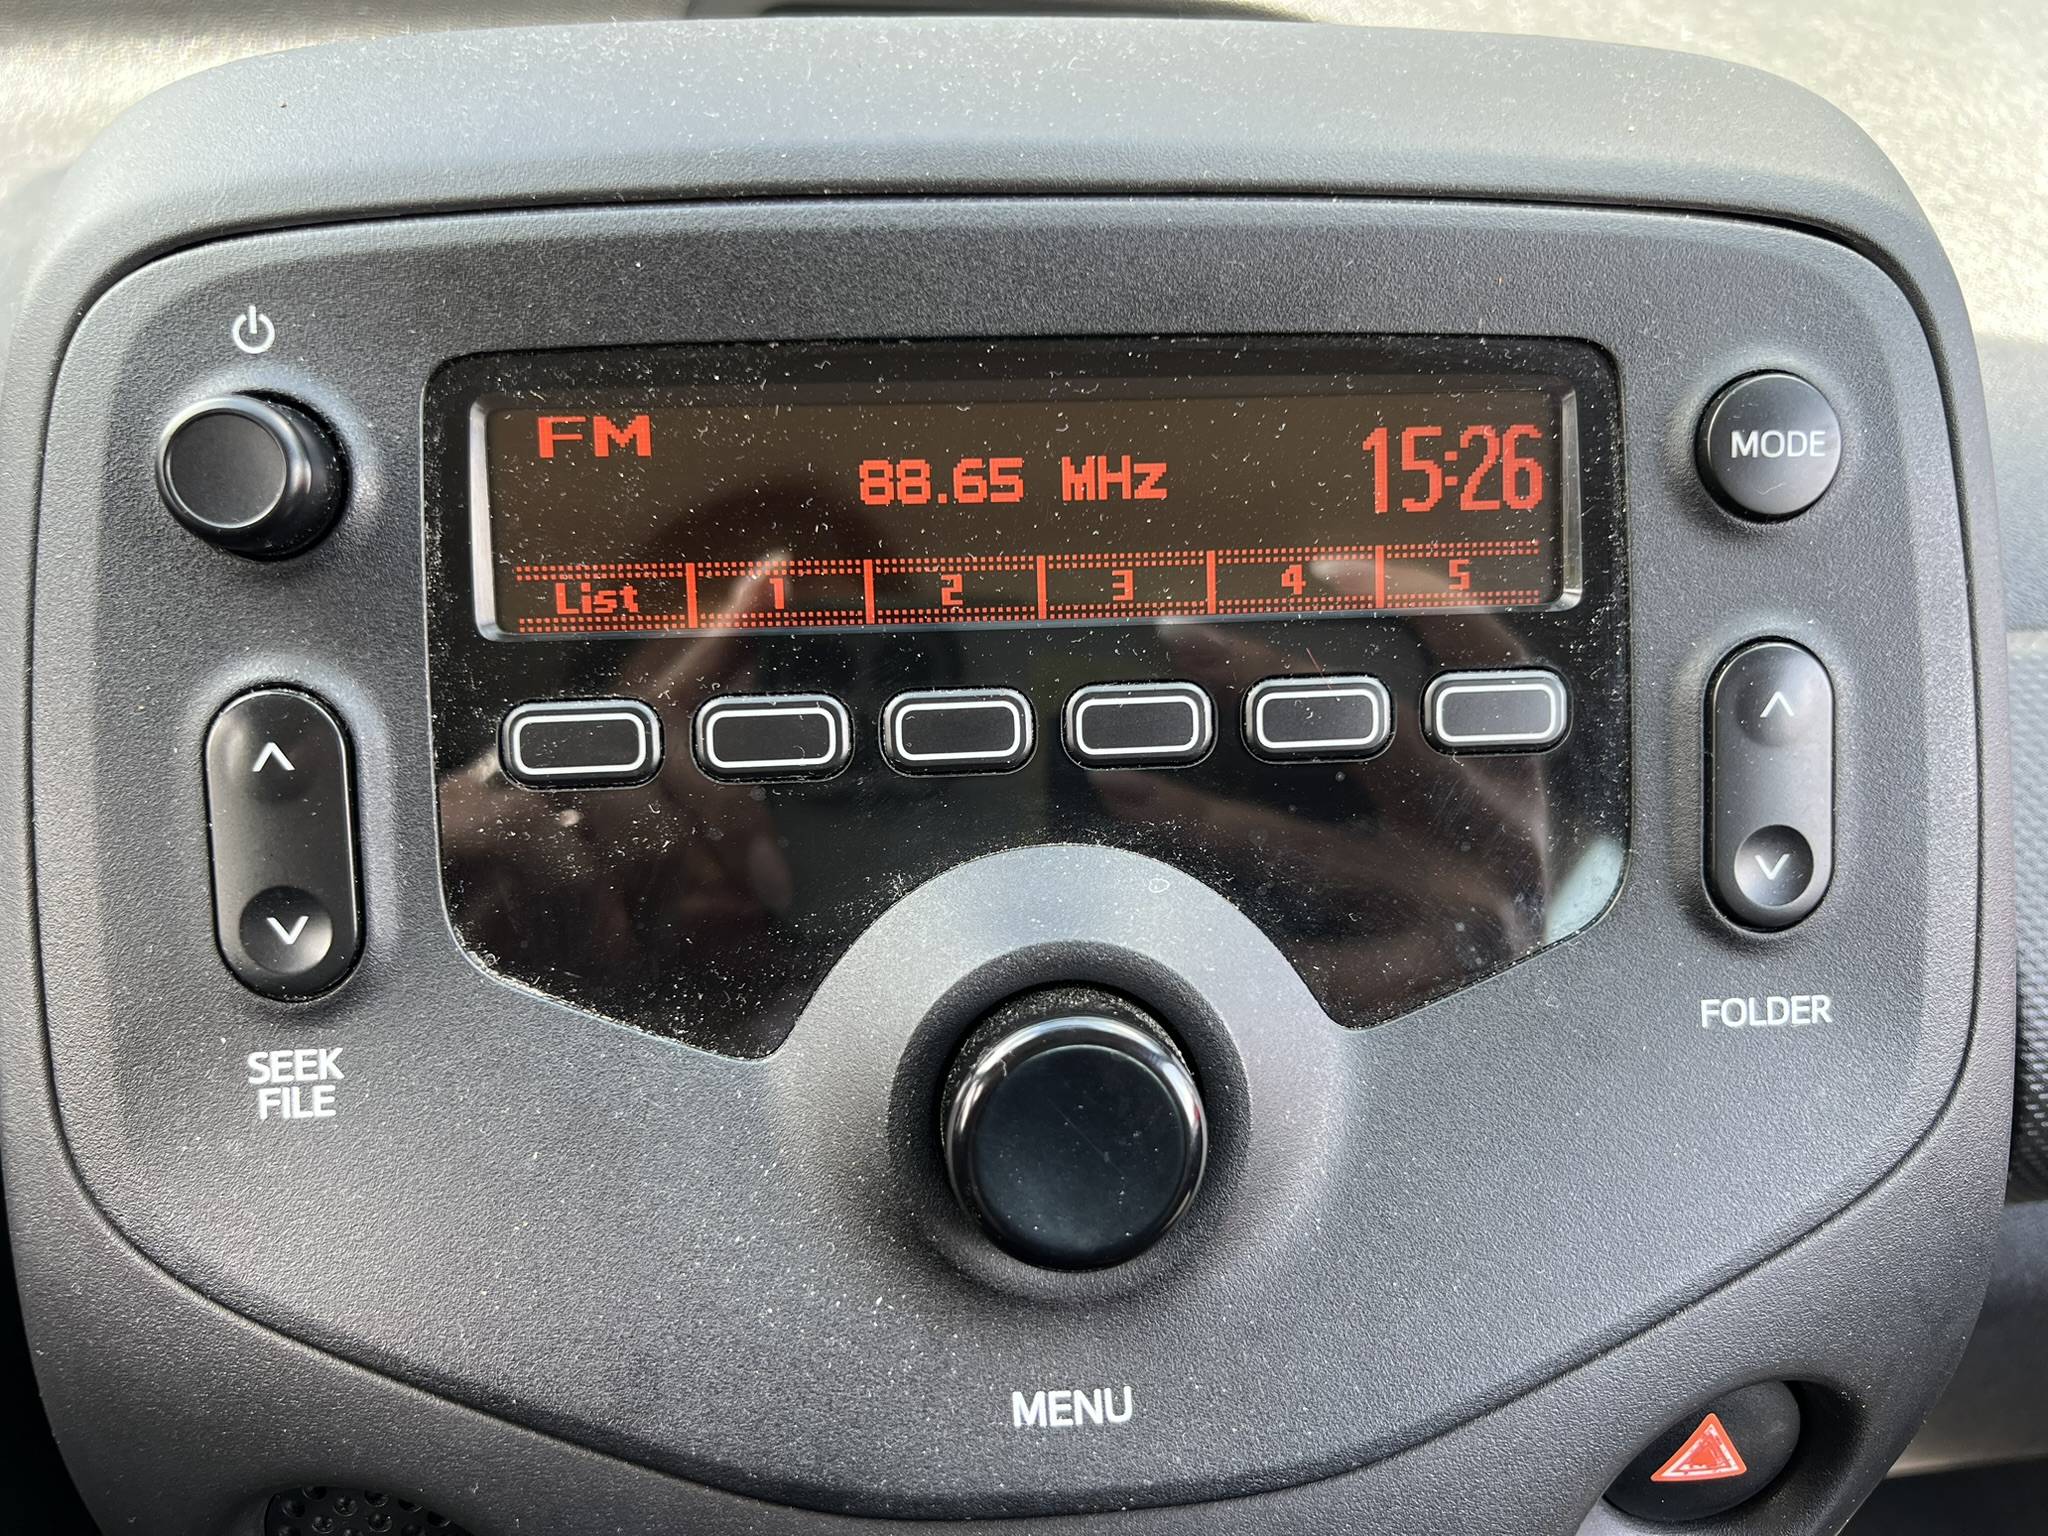 FM
88.65 MHz
15:26
List 1 2 3 4 5
MODE
SEEK
FILE
FOLDER
MENU